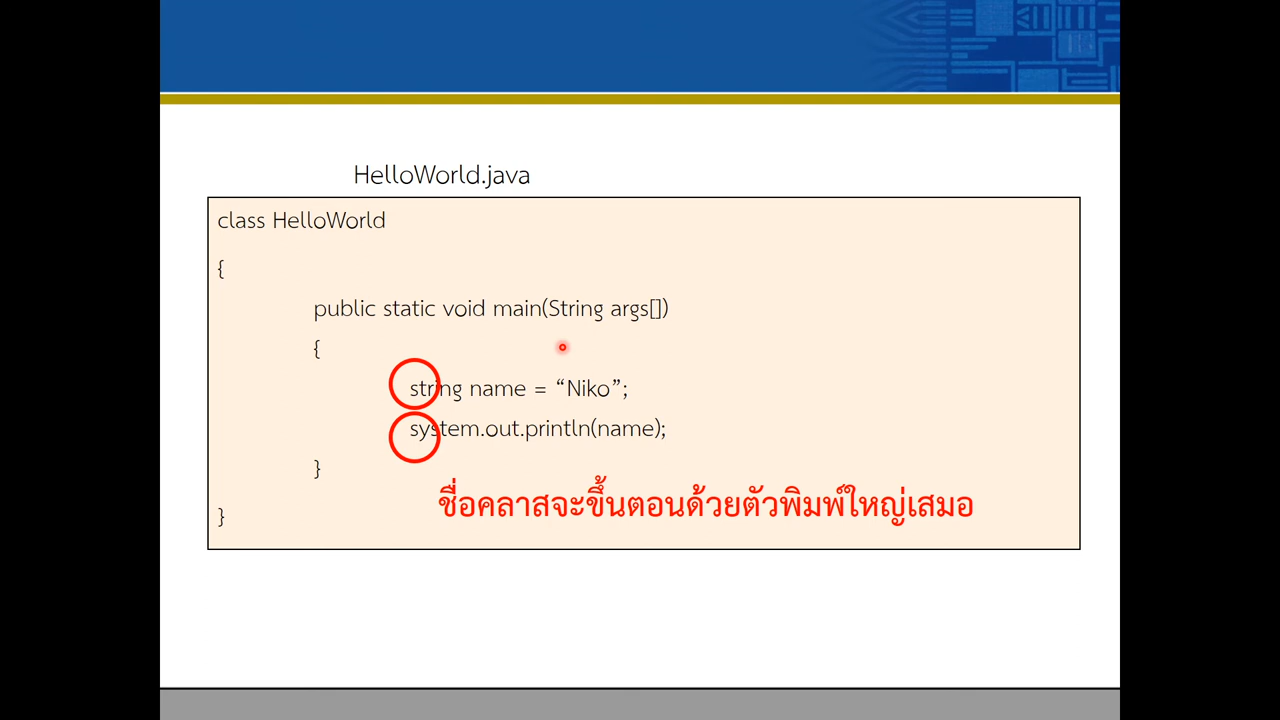 HelloWorld.java
class HelloWorld
{
public static void main(String args[])
{
string name = “Niko”;
system.out.println(name);
}
ชื่อคลาสจะขึ้นตอนด้วยตัวพิมพ์ใหญ่เสมอ
}